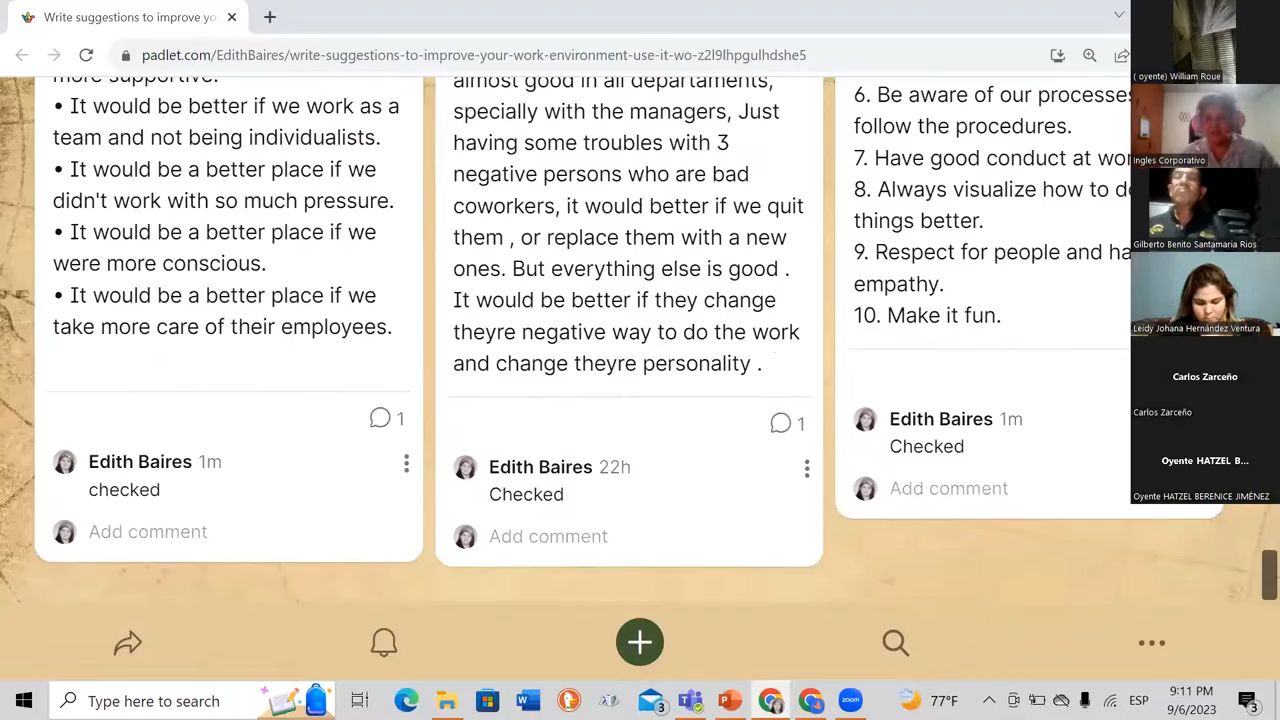 Write suggestions to improve yo
padlet.com/EdithBaires/write-suggestions-to-improve-your-work-environment-use-it-wo-z2l9lhpgulhdshe5
more supportive.
• It would be better if we work as a
team and not being individualists.
• It would be a better place if we
didn't work with so much pressure.
• It would be a better place if we
were more conscious.
• It would be a better place if we
take more care of their employees.
1
Edith Baires 1m
checked
Add comment
almost good in all departaments,
specially with the managers, Just
having some troubles with 3
negative persons who are bad
coworkers, it would better if we quit
them , or replace them with a new
ones. But everything else is good .
It would be better if they change
theyre negative way to do the work
and change theyre personality .
1
Edith Baires 22h
Checked
Add comment
6. Be aware of our processes
follow the procedures.
7. Have good conduct at wor
8. Always visualize how to do
things better.
9. Respect for people and ha
empathy.
10. Make it fun.
Edith Baires 1m
Checked
Add comment
( oyente) William Roue
Ingles Corporativo
Gilberto Benito Santamaria Rios
Leidy Johana Hernández Ventura
Carlos Zarceño
Carlos Zarceño
Oyente HATZEL B...
Oyente HATZEL BERENICE JIMÉNEZ
Type here to search
3
zoom
77°F
ESP
9:11 PM
9/6/2023
3